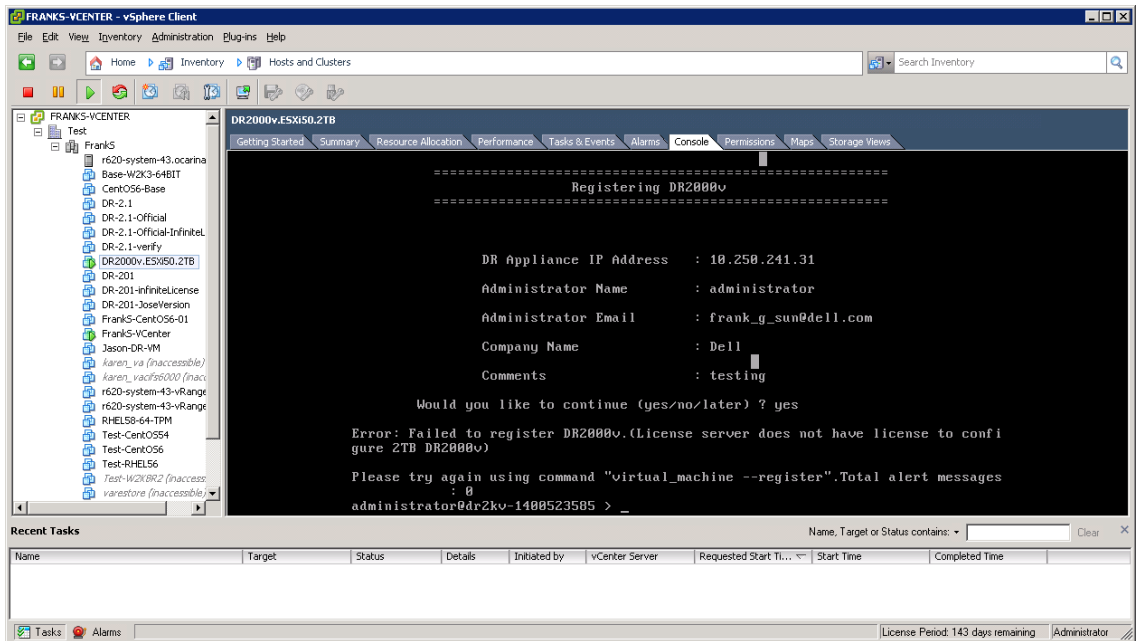 FRANKS-VCENTER - vSphere Client
File Edit View Inventory Administration Plug-ins Help
Home Inventory Hosts and Clusters Search Inventory
FRANKS-VCENTER
Test
FrankS
r620-system-43.ocarina
Base-W2K3-64BIT
CentOS6-Base
DR-2.1
DR-2.1-Official
DR-2.1-Official-InfiniteL
DR-2.1-verify
DR2000v.ESXi50.2TB
DR-201
DR-201-infiniteLicense
DR-201-JoseVersion
FrankS-CentOS6-01
FrankS-VCenter
Jason-DR-VM
karen_va (inaccessible)
karen_vacifs6000 (inacc
r620-system-43-vRange
r620-system-43-vRange
RHEL58-64-TPM
Test-CentOS54
Test-CentOS6
Test-RHEL56
Test-W2K8R2 (inaccess
varestore (inaccessible)
DR2000v.ESXi50.2TB
Getting Started Summary Resource Allocation Performance Tasks & Events Alarms Console Permissions Maps Storage Views
========================================================
Registering DR2000v
========================================================
DR Appliance IP Address : 10.250.241.31
Administrator Name : administrator
Administrator Email : frank_g_sun@dell.com
Company Name : Dell
Comments : testing
Would you like to continue (yes/no/later) ? yes
Error: Failed to register DR2000v.(License server does not have license to confi
gure 2TB DR2000v)
Please try again using command "virtual_machine --register".Total alert messages
: 0
administrator@dr2kv-1400523585 > _
Recent Tasks Name, Target or Status contains: Clear
Name Target Status Details Initiated by vCenter Server Requested Start Ti... Start Time Completed Time
Tasks Alarms License Period: 143 days remaining Administrator